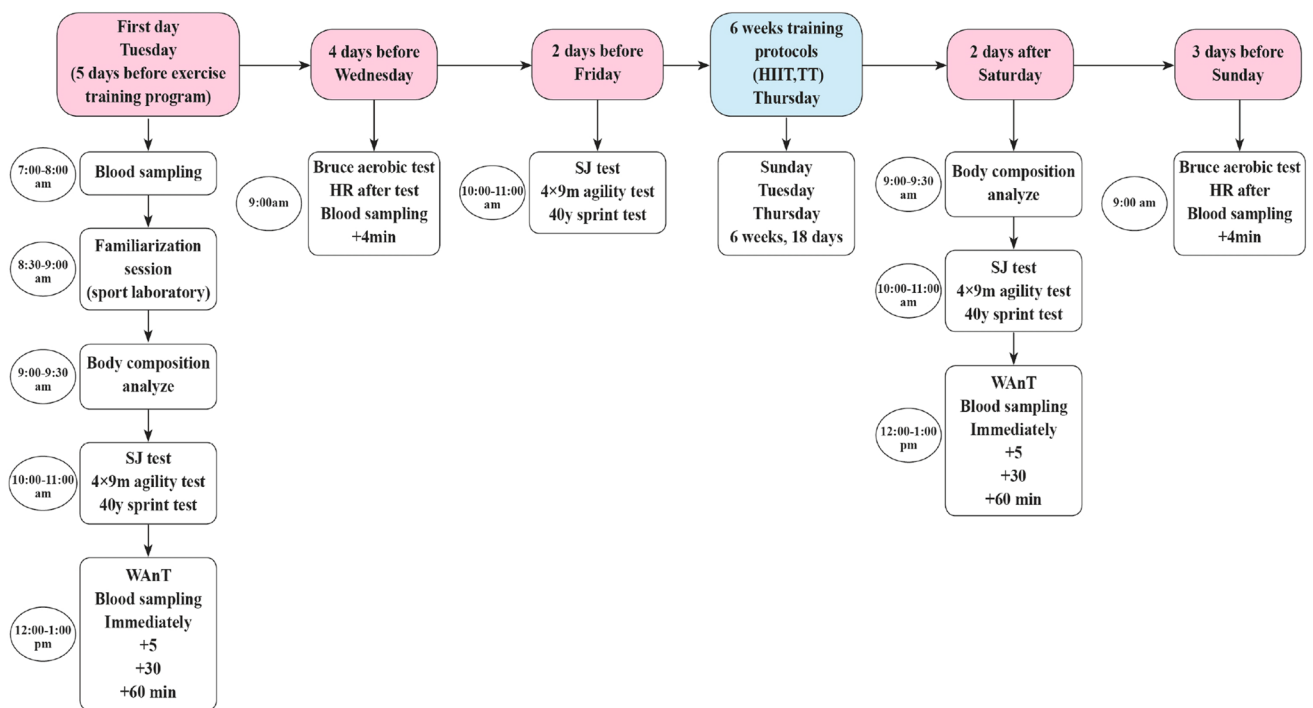 First day
Tuesday
(5 days before exercise
training program)
4 days before
Wednesday
2 days before
Friday
6 weeks training
protocols
(HIIT,TT)
Thursday
2 days after
Saturday
3 days before
Sunday
7:00-8:00
am
Blood sampling
8:30-9:00
am
Familiarization
session
(sport laboratory)
9:00-9:30
am
Body composition
analyze
10:00-11:00
am
SJ test
4×9m agility test
40y sprint test
12:00-1:00
pm
WAnT
Blood sampling
Immediately
+5
+30
+60 min
9:00am
Bruce aerobic test
HR after test
Blood sampling
+4min
10:00-11:00
am
SJ test
4×9m agility test
40y sprint test
Sunday
Tuesday
Thursday
6 weeks, 18 days
9:00-9:30
am
Body composition
analyze
10:00-11:00
am
SJ test
4×9m agility test
40y sprint test
12:00-1:00
pm
WAnT
Blood sampling
Immediately
+5
+30
+60 min
9:00 am
Bruce aerobic test
HR after
Blood sampling
+4min